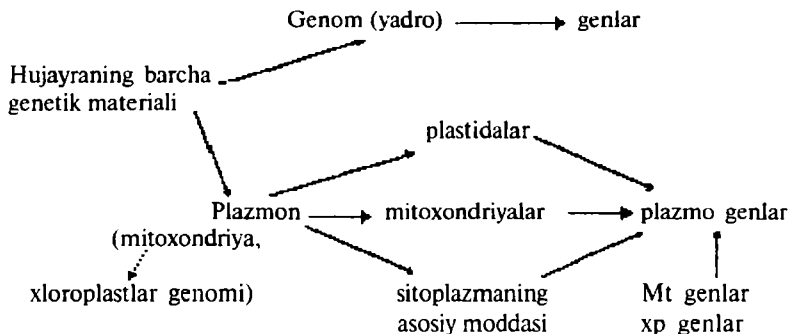 Genom (yadro) genlar
Hujayraning barcha
genetik materiali
plastidalar
Plazmon mitoxondriyalar plazmo genlar
(mitoxondriya,
xloroplastlar genomi) sitoplazmaning Mt genlar
asosiy moddasi xp genlar